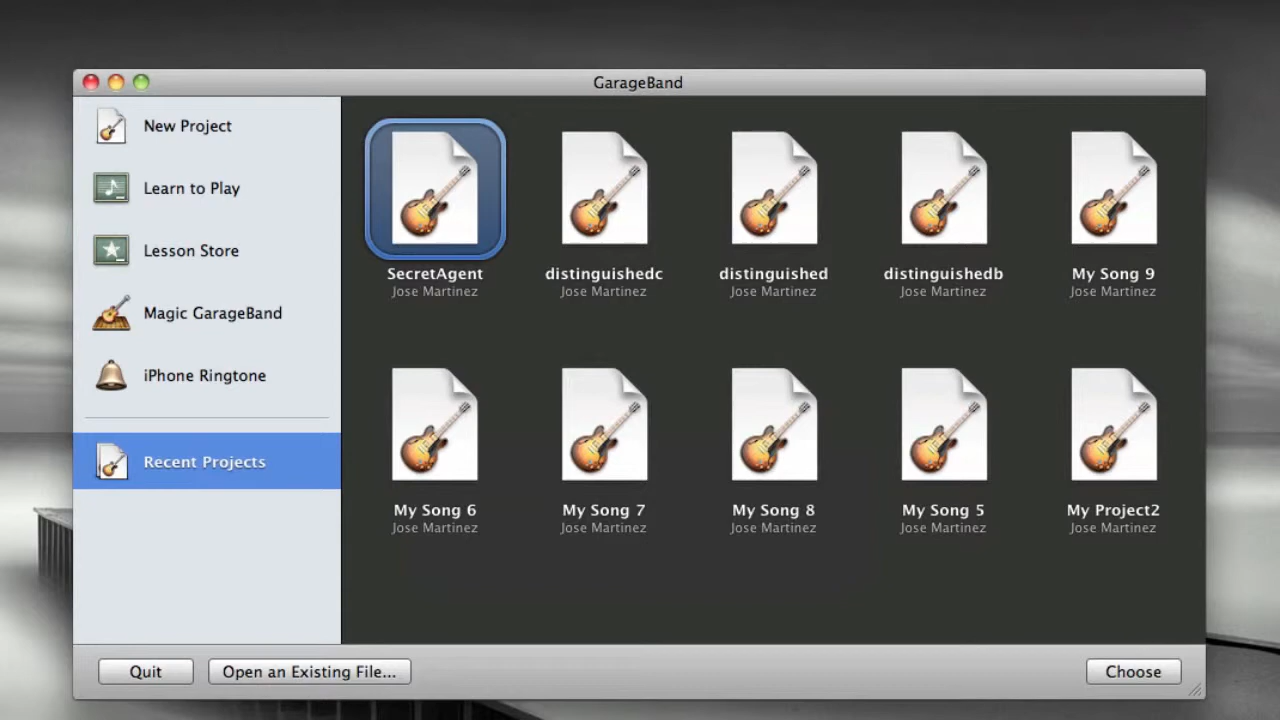 GarageBand
New Project
Learn to Play
Lesson Store
Magic GarageBand
iPhone Ringtone
Recent Projects
SecretAgent
Jose Martinez
distinguishedc
Jose Martinez
distinguished
Jose Martinez
distinguishedb
Jose Martinez
My Song 9
Jose Martinez
My Song 6
Jose Martinez
My Song 7
Jose Martinez
My Song 8
Jose Martinez
My Song 5
Jose Martinez
My Project2
Jose Martinez
Quit
Open an Existing File...
Choose